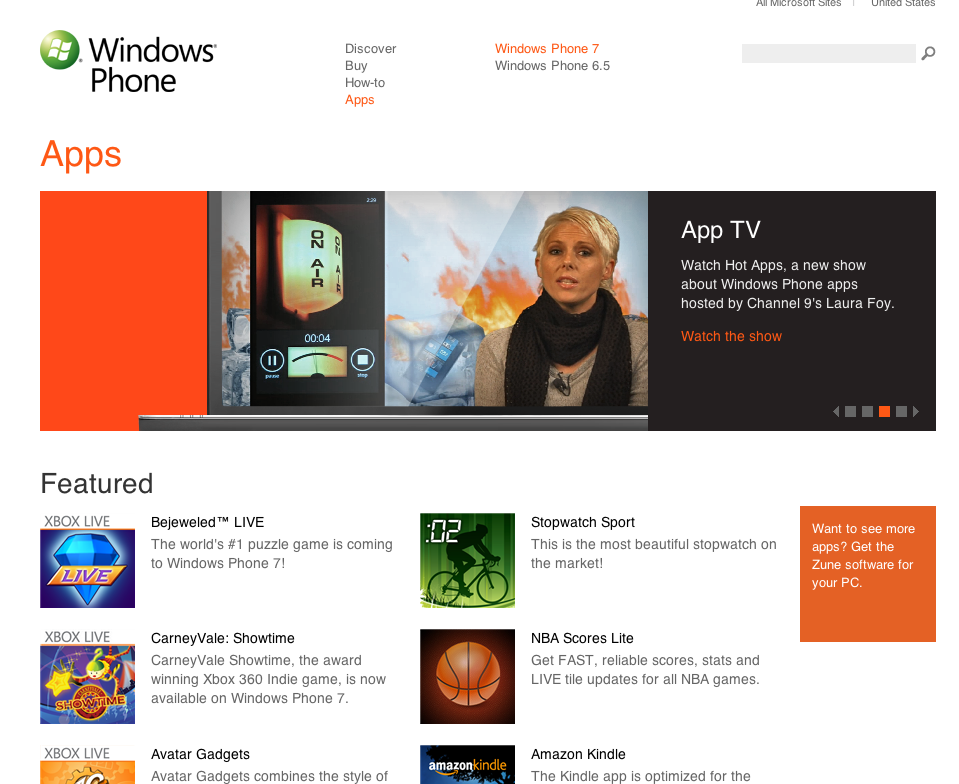 All Microsoft Sites | United States
Windows®
Phone
Discover
Buy
How-to
Apps
Windows Phone 7
Windows Phone 6.5
Apps
2:29
ON AIR
ON AIR
00:04
pause
stop
App TV
Watch Hot Apps, a new show
about Windows Phone apps
hosted by Channel 9's Laura Foy.
Watch the show
Featured
XBOX LIVE
LIVE
Bejeweled™ LIVE
The world's #1 puzzle game is coming
to Windows Phone 7!
:02
Stopwatch Sport
This is the most beautiful stopwatch on
the market!
Want to see more
apps? Get the
Zune software for
your PC.
XBOX LIVE
SHOWTIME
CarneyVale: Showtime
CarneyVale Showtime, the award
winning Xbox 360 Indie game, is now
available on Windows Phone 7.
NBA Scores Lite
Get FAST, reliable scores, stats and
LIVE tile updates for all NBA games.
XBOX LIVE
Avatar Gadgets
Avatar Gadgets combines the style of
amazonkindle
Amazon Kindle
The Kindle app is optimized for the